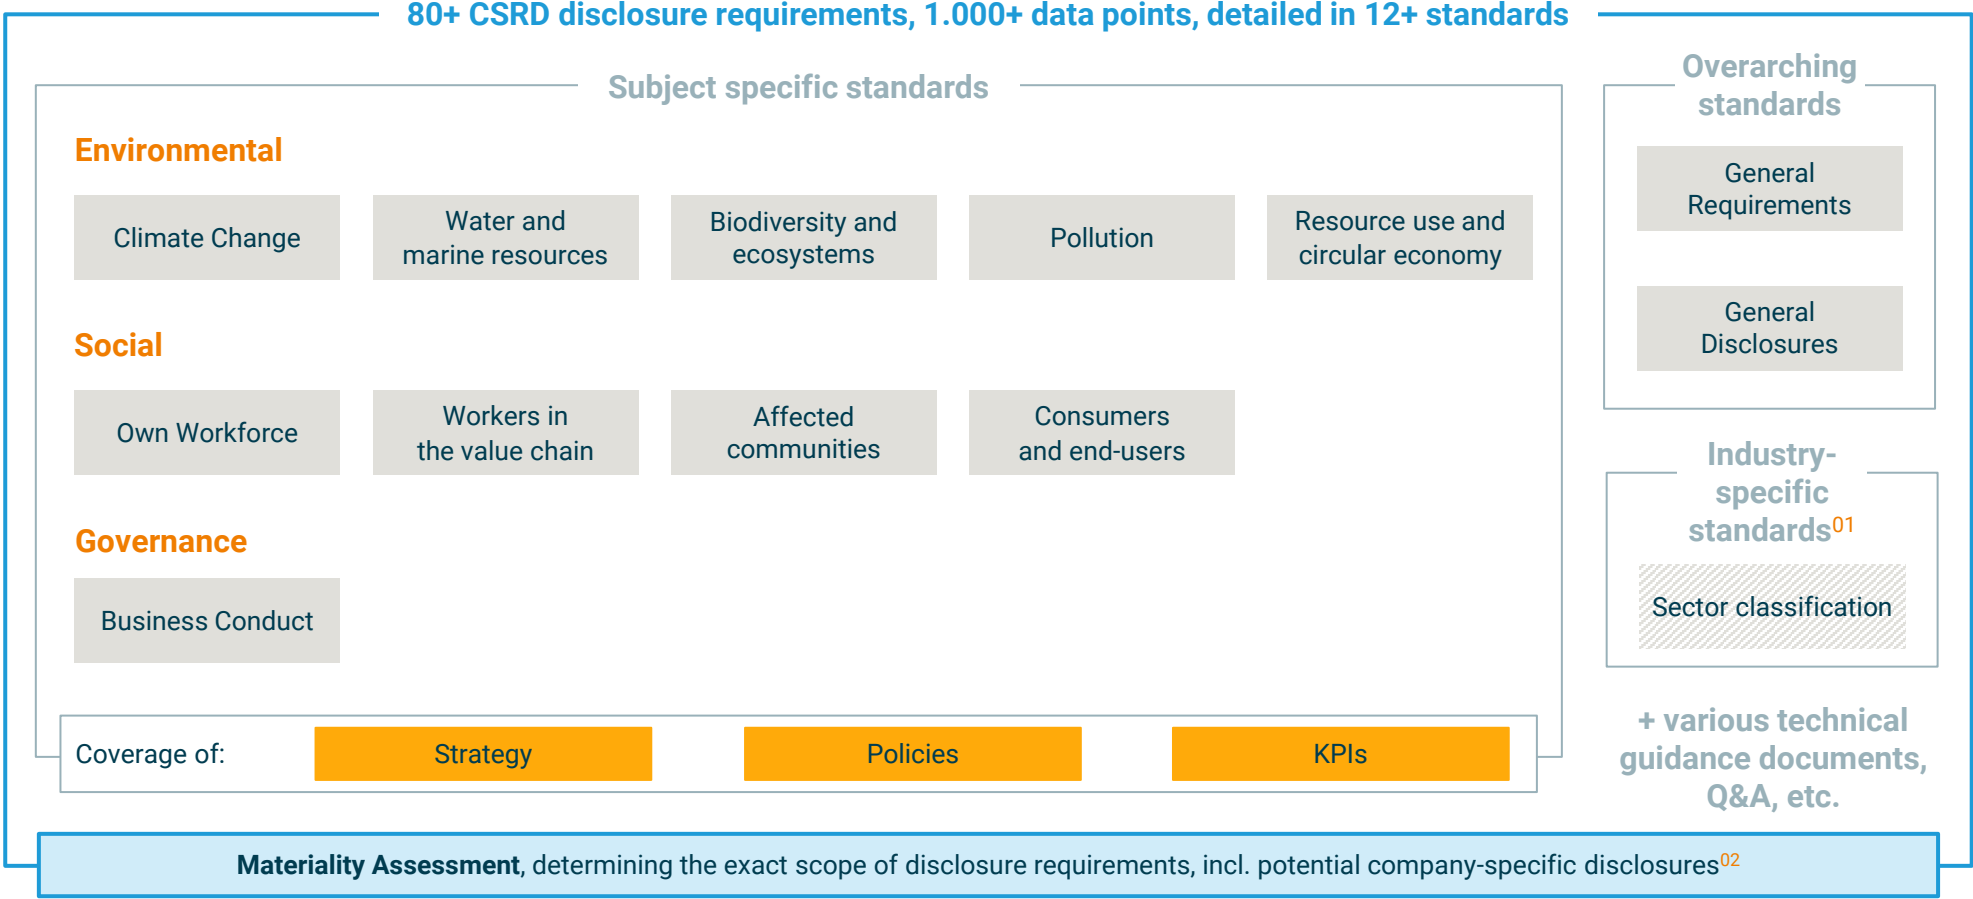 80+ CSRD disclosure requirements, 1.000+ data points, detailed in 12+ standards
Subject specific standards
Environmental
Climate Change
Water and
marine resources
Biodiversity and
ecosystems
Pollution
Resource use and
circular economy
Social
Own Workforce
Workers in
the value chain
Affected
communities
Consumers
and end-users
Governance
Business Conduct
Coverage of:
Strategy
Policies
KPIs
Overarching
standards
General
Requirements
General
Disclosures
Industry-
specific
standards01
Sector classification
+ various technical
guidance documents,
Q&A, etc.
Materiality Assessment, determining the exact scope of disclosure requirements, incl. potential company-specific disclosures02